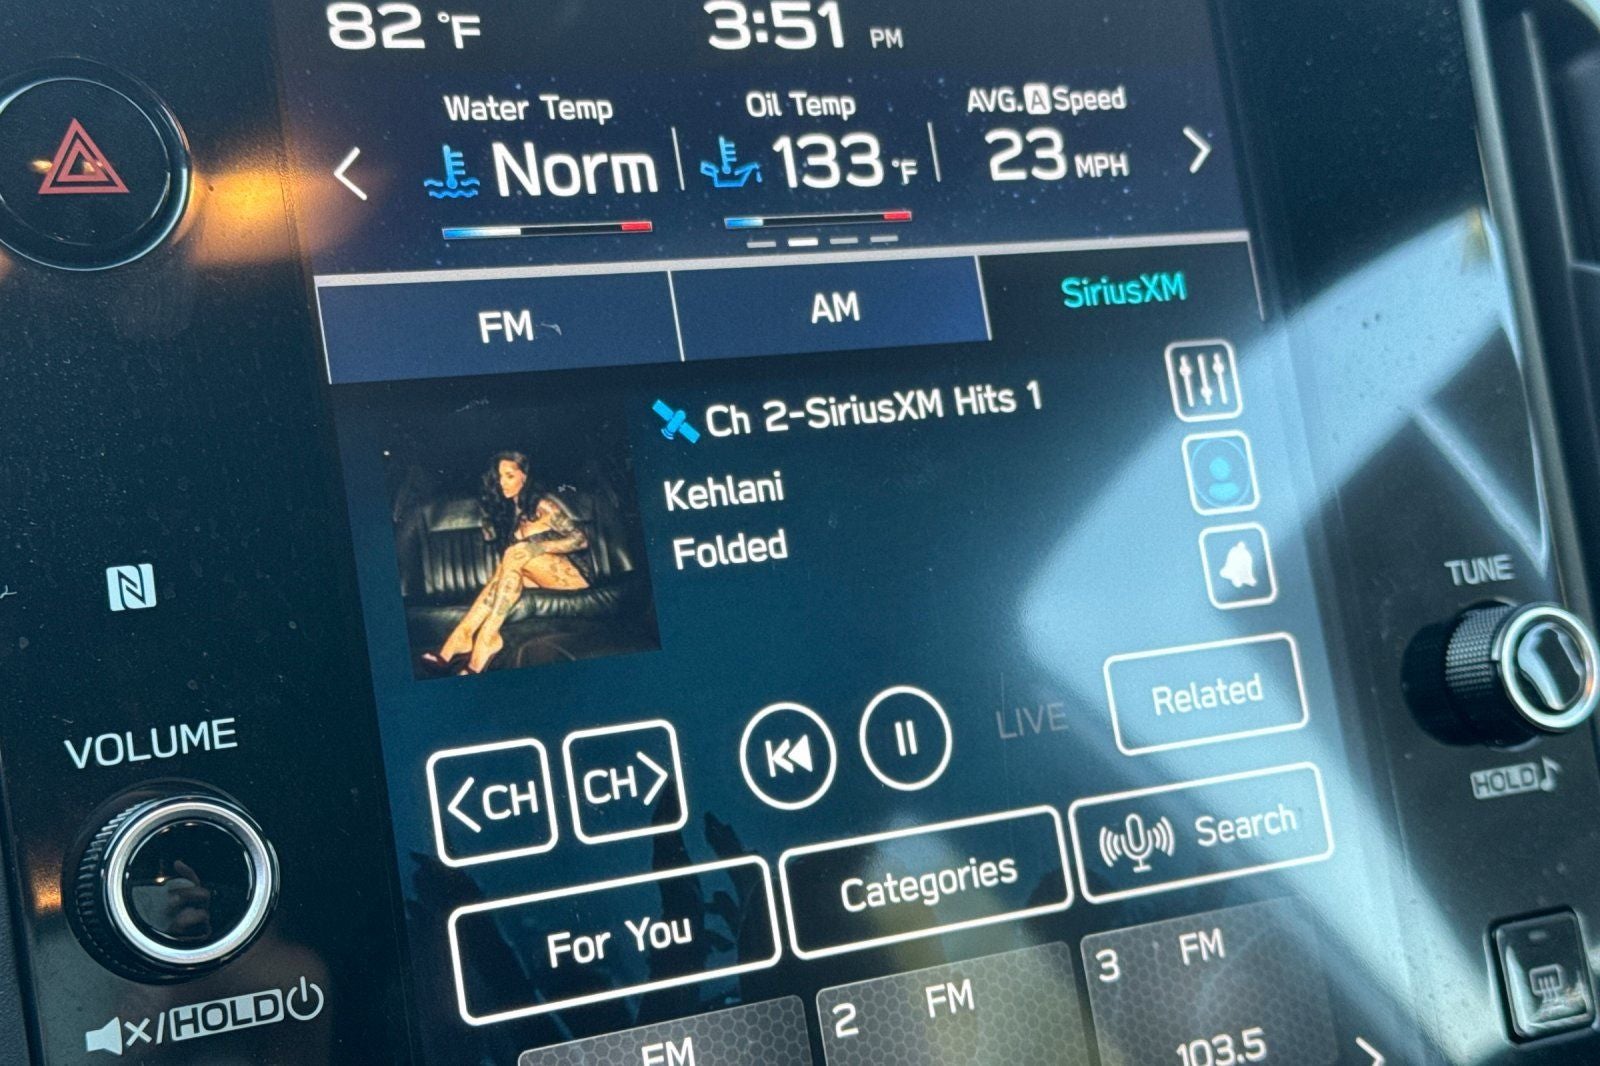 82 °F
3:51 PM
Water Temp
Oil Temp
AVG. A Speed
Norm
133 °F
23 MPH
FM
AM
SiriusXM
Ch 2-SiriusXM Hits 1
Kehlani
Folded
TUNE
HOLD
Related
LIVE
VOLUME
<CH
CH>
Search
Categories
For You
/HOLD
FM
2 FM
3 FM
103.5